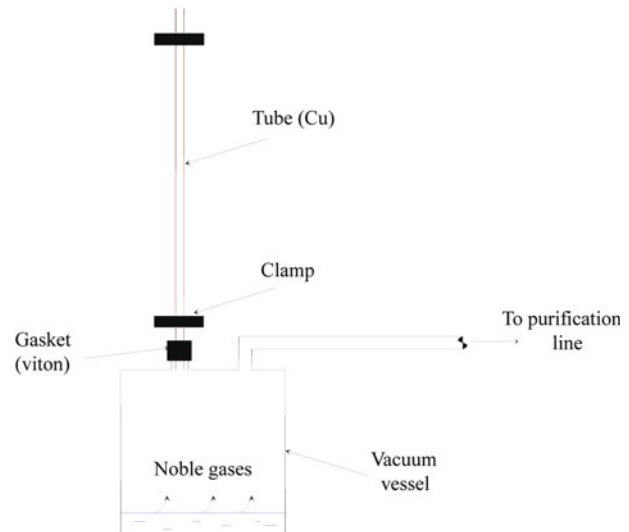 Tube (Cu)
Clamp
Gasket
(viton)
To purification
line
Noble gases
Vacuum
vessel